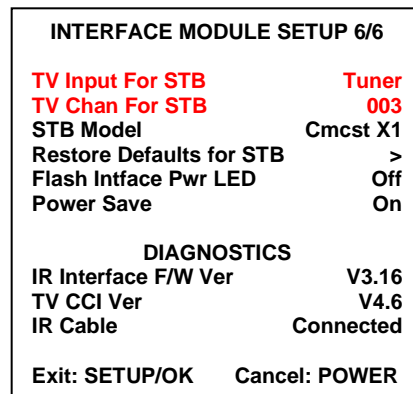 INTERFACE MODULE SETUP 6/6
TV Input For STB Tuner
TV Chan For STB 003
STB Model Cmcst X1
Restore Defaults for STB >
Flash Intface Pwr LED Off
Power Save On
DIAGNOSTICS
IR Interface F/W Ver V3.16
TV CCI Ver V4.6
IR Cable Connected
Exit: SETUP/OK Cancel: POWER